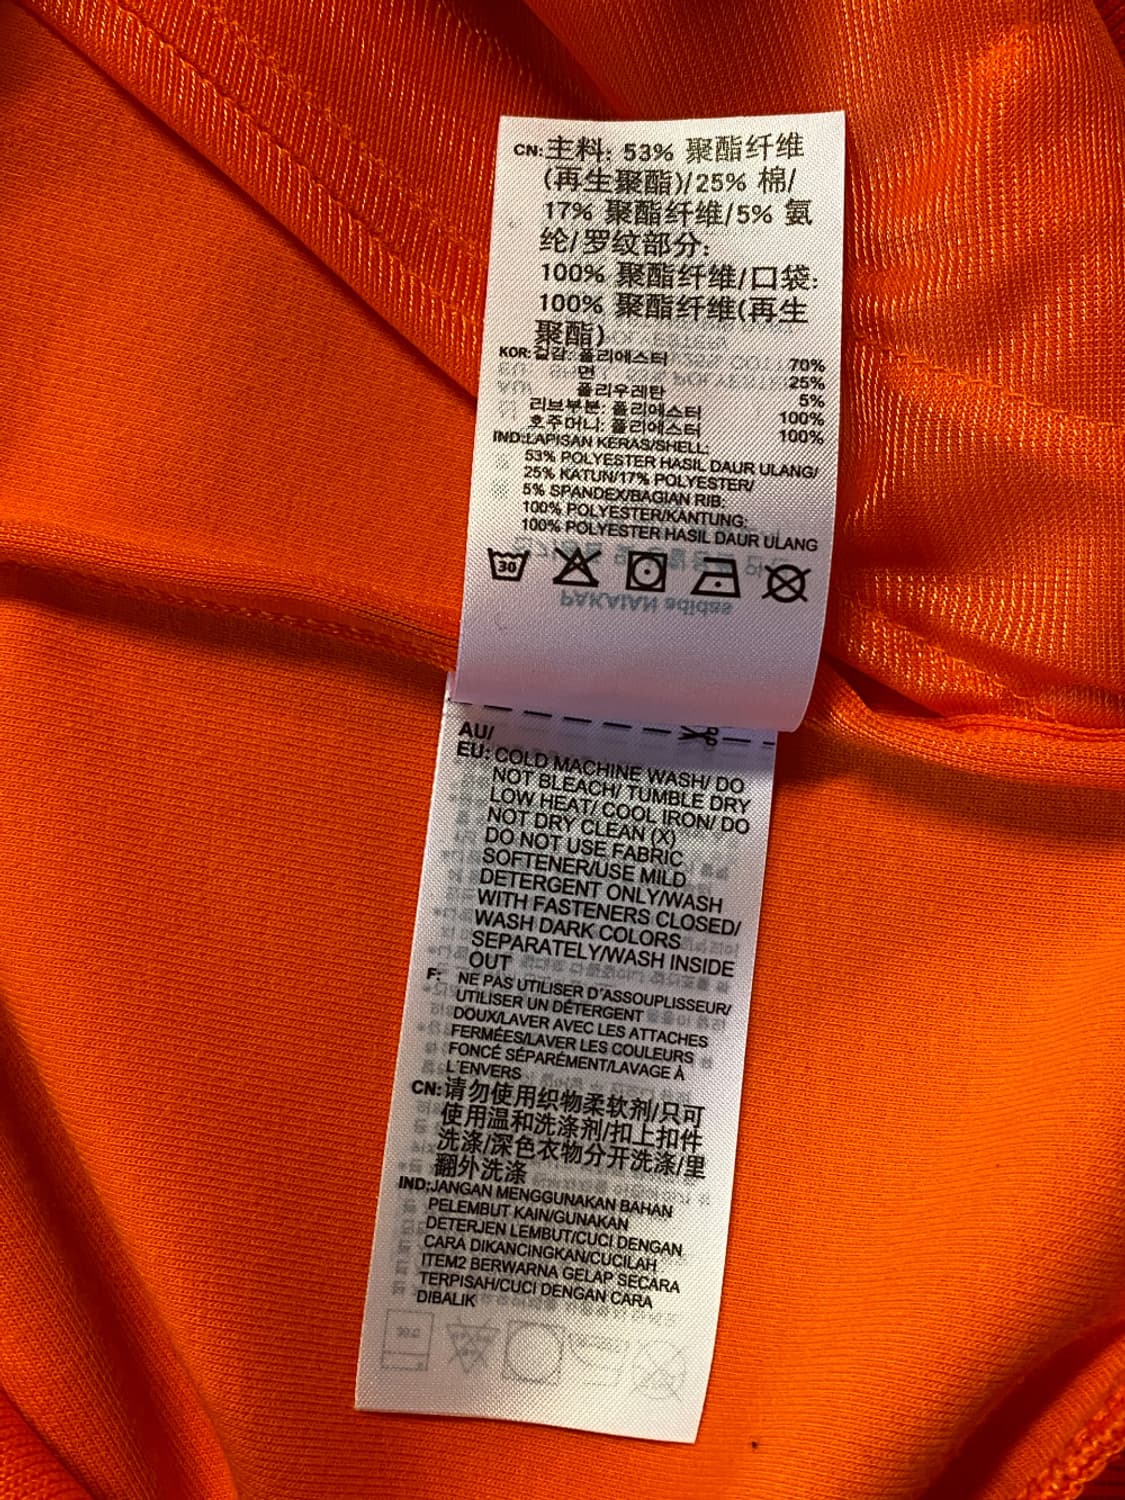 CN:主料: 53% 聚酯纤维
(再生聚酯)/25% 棉/
17% 聚酯纤维/5% 氨
纶/罗纹部分:
100% 聚酯纤维/口袋:
100% 聚酯纤维(再生
聚酯)
KOR:겉감: 폴리에스터 70%
면 25%
폴리우레탄 5%
리브부분: 폴리에스터 100%
호주머니: 폴리에스터 100%
IND:LAPISAN KERAS/SHELL:
53% POLYESTER HASIL DAUR ULANG/
25% KATUN/17% POLYESTER/
5% SPANDEX/BAGIAN RIB:
100% POLYESTER/KANTUNG:
100% POLYESTER HASIL DAUR ULANG
30
PAKAIAN adidas
AU/
EU: COLD MACHINE WASH/ DO
NOT BLEACH/ TUMBLE DRY
LOW HEAT/ COOL IRON/ DO
NOT DRY CLEAN (X)
DO NOT USE FABRIC
SOFTENER/USE MILD
DETERGENT ONLY/WASH
WITH FASTENERS CLOSED/
WASH DARK COLORS
SEPARATELY/WASH INSIDE
OUT
F: NE PAS UTILISER D'ASSOUPLISSEUR/
UTILISER UN DÉTERGENT
DOUX/LAVER AVEC LES ATTACHES
FERMÉES/LAVER LES COULEURS
FONCÉ SÉPARÉMENT/LAVAGE À
L'ENVERS
CN:请勿使用织物柔软剂/只可
使用温和洗涤剂/扣上扣件
洗涤/深色衣物分开洗涤/里
翻外洗涤
IND:JANGAN MENGGUNAKAN BAHAN
PELEMBUT KAIN/GUNAKAN
DETERJEN LEMBUT/CUCI DENGAN
CARA DIKANCINGKAN/CUCILAH
ITEM2 BERWARNA GELAP SECARA
TERPISAH/CUCI DENGAN CARA
DIBALIK